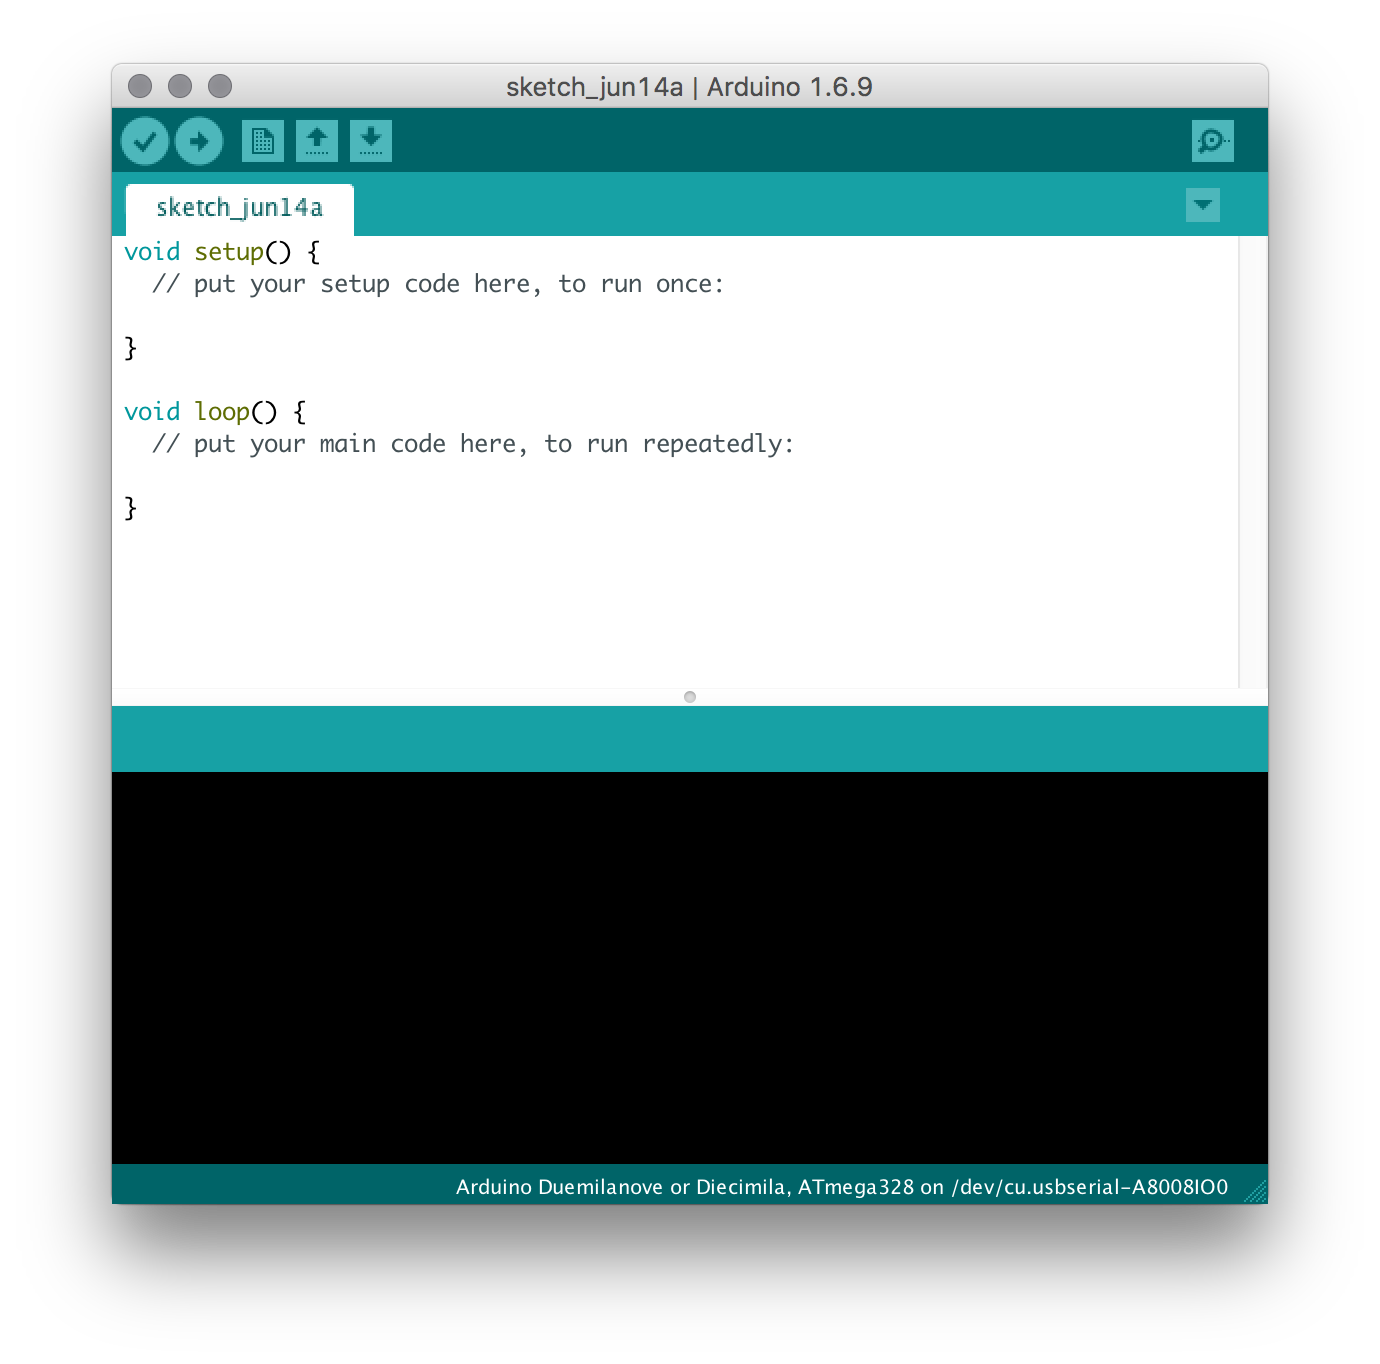 sketch_jun14a | Arduino 1.6.9
sketch_jun14a
void setup() {
  // put your setup code here, to run once:
}
void loop() {
  // put your main code here, to run repeatedly:
}
Arduino Duemilanove or Diecimila, ATmega328 on /dev/cu.usbserial-A8008IO0